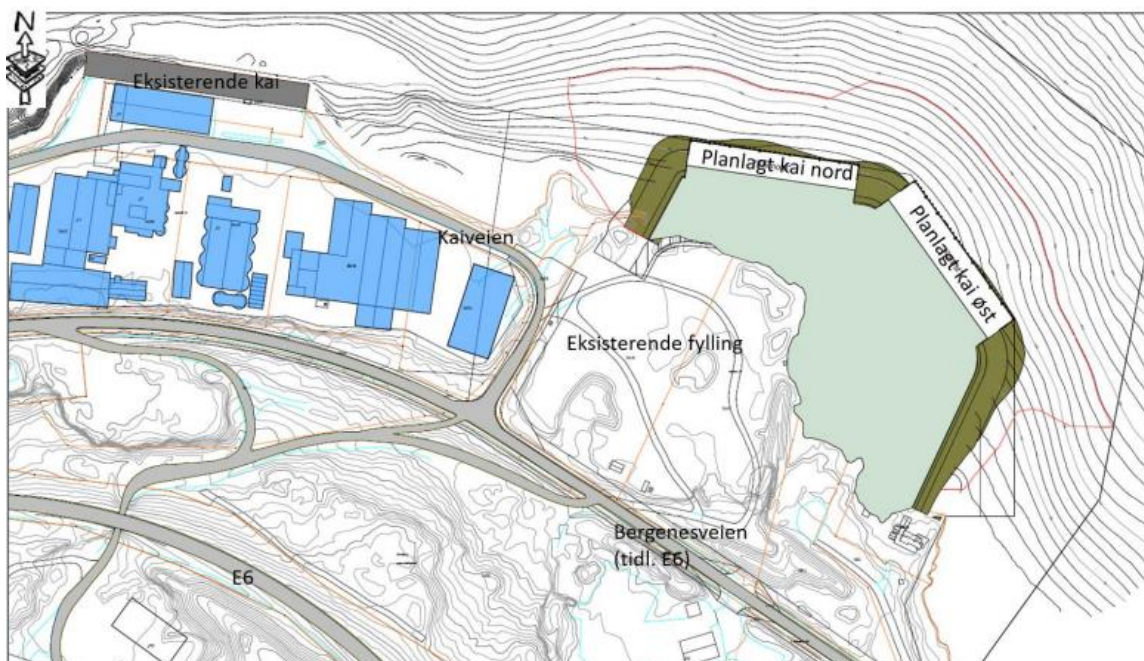 N
Eksisterende kai
Planlagt kai nord
Planlagt kai øst
Kaiveien
Eksisterende fylling
Bergenesveien
(tidl. E6)
E6